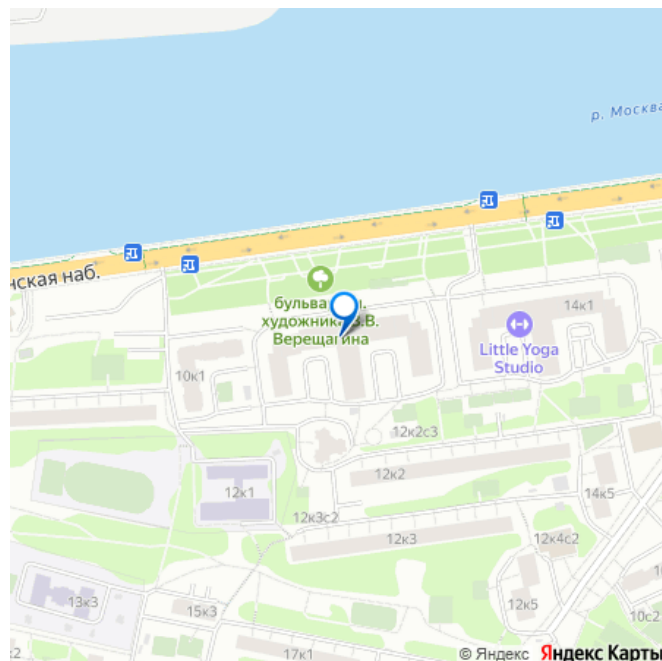 р. Москва
нская наб.
бульва
художника В.В.
Верещагина
14к1
Little Yoga
Studio
10к1
12к2с3
12к2
12к1
14к5
12к3с2
12к3
12к4с2
13к3
15к3
12к5
10с2
17к1
© Яндекс Яндекс Карты